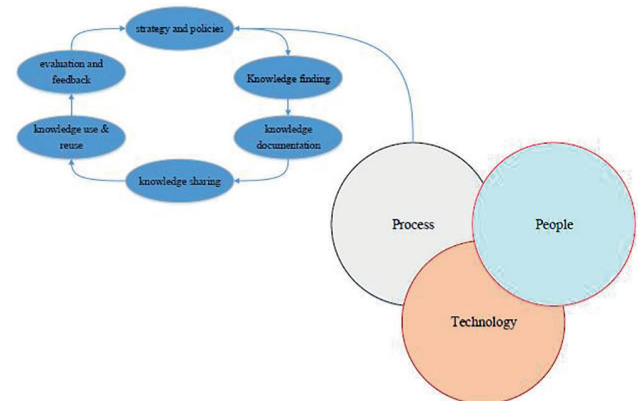 strategy and policies
Knowledge finding
knowledge
documentation
knowledge sharing
knowledge use &
reuse
evaluation and
feedback
Process
People
Technology